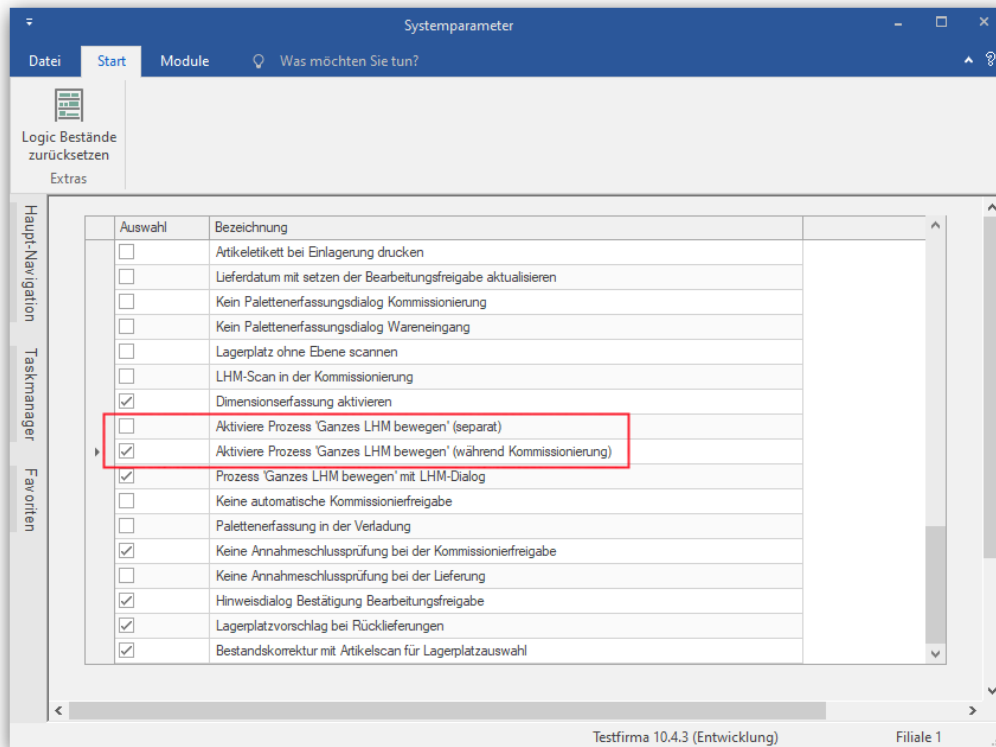 Systemparameter
Datei Start Module Was möchten Sie tun?
Logic Bestände
zurücksetzen
Extras
Haupt-Navigation
Taskmanager
Favoriten
Auswahl Bezeichnung
Artikeletikett bei Einlagerung drucken
Lieferdatum mit setzen der Bearbeitungsfreigabe aktualisieren
Kein Palettenerfassungsdialog Kommissionierung
Kein Palettenerfassungsdialog Wareneingang
Lagerplatz ohne Ebene scannen
LHM-Scan in der Kommissionierung
Dimensionserfassung aktivieren
Aktiviere Prozess 'Ganzes LHM bewegen' (separat)
Aktiviere Prozess 'Ganzes LHM bewegen' (während Kommissionierung)
Prozess 'Ganzes LHM bewegen' mit LHM-Dialog
Keine automatische Kommissionierfreigabe
Palettenerfassung in der Verladung
Keine Annahmeschlussprüfung bei der Kommissionierfreigabe
Keine Annahmeschlussprüfung bei der Lieferung
Hinweisdialog Bestätigung Bearbeitungsfreigabe
Lagerplatzvorschlag bei Rücklieferungen
Bestandskorrektur mit Artikelscan für Lagerplatzauswahl
Testfirma 10.4.3 (Entwicklung) Filiale 1